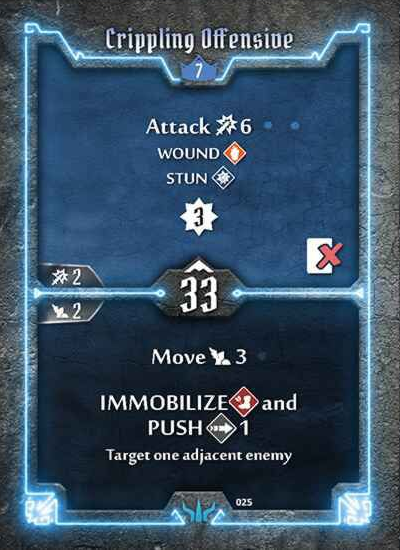 Crippling Offensive
7
Attack 6
WOUND
STUN
3
2
33
2
Move 3
IMMOBILIZE and
PUSH 1
Target one adjacent enemy
025